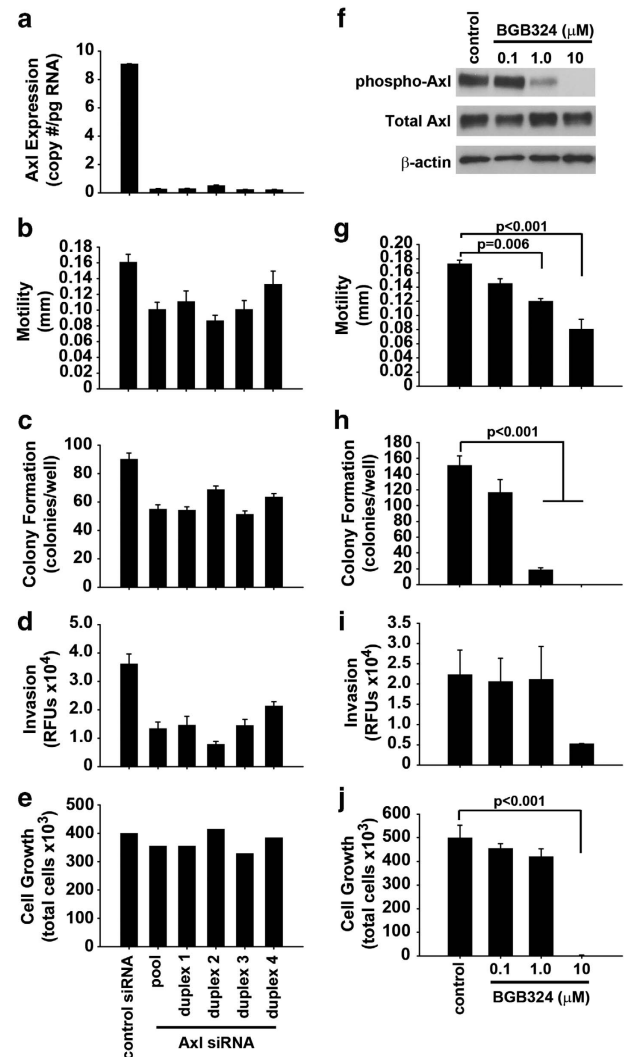 a
Axl Expression
(copy #/pg RNA)
10
8
6
4
2
0
b
Motility
(mm)
0.18
0.16
0.14
0.12
0.10
0.08
0.06
0.04
0.02
0.00
c
Colony Formation
(colonies/well)
100
80
60
40
20
0
d
Invasion
(RFUs x10⁴)
5.0
4.0
3.0
2.0
1.0
0
e
Cell Growth
(total cells x10³)
500
400
300
200
100
0
control siRNA
pool
duplex 1
duplex 2
duplex 3
duplex 4
Axl siRNA
f
control
BGB324 (μM)
0.1 1.0 10
phospho-Axl
Total Axl
β-actin
g
p<0.001
p=0.006
Motility
(mm)
0.20
0.18
0.16
0.14
0.12
0.10
0.08
0.06
0.04
0.12
0.00
h
p<0.001
Colony Formation
(colonies/well)
180
160
140
120
100
80
60
40
20
0
i
Invasion
(RFUs x10⁴)
3.5
3.0
2.5
2.0
1.5
1.0
0.5
0.0
j
p<0.001
Cell Growth
(total cells x10³)
600
500
400
300
200
100
0
control
0.1 1.0 10
BGB324 (μM)